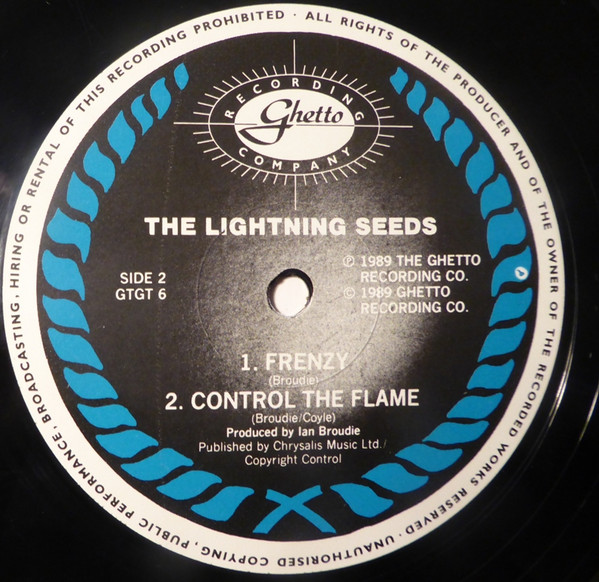 ALL RIGHTS OF THE PRODUCER AND OF THE OWNER OF THE RECORDED WORKS RESERVED · UNAUTHORISED COPYING, PUBLIC PERFORMANCE, BROADCASTING, HIRING OR RENTAL OF THIS RECORDING PROHIBITED ·
RECORDING
Ghetto
COMPANY
THE LIGHTNING SEEDS
SIDE 2
GTGT 6
℗ 1989 THE GHETTO
RECORDING CO.
© 1989 GHETTO
RECORDING CO.
1. FRENZY
(Broudie)
2. CONTROL THE FLAME
(Broudie/Coyle)
Produced by Ian Broudie
Published by Chrysalis Music Ltd./
Copyright Control